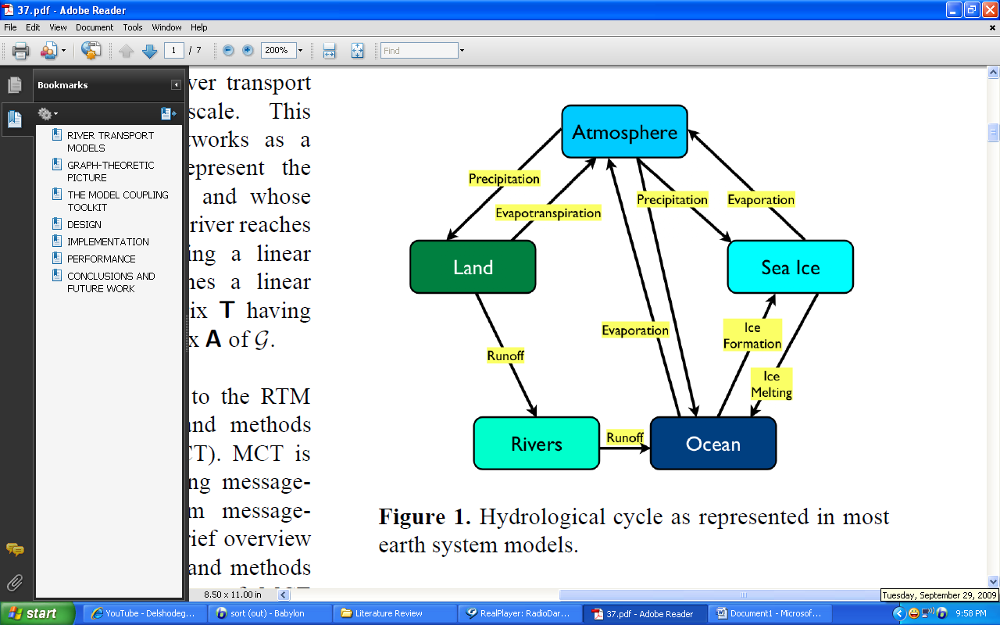 37.pdf - Adobe Reader
File Edit View Document Tools Window Help
1 / 7 200% Find
Bookmarks
RIVER TRANSPORT
MODELS
GRAPH-THEORETIC
PICTURE
THE MODEL COUPLING
TOOLKIT
DESIGN
IMPLEMENTATION
PERFORMANCE
CONCLUSIONS AND
FUTURE WORK
ver transport
scale. This
tworks as a
epresent the
and whose
river reaches
ing a linear
nes a linear
ix T having
x A of G.
to the RTM
and methods
CT). MCT is
ng message-
m message-
rief overview
and methods
Atmosphere
Precipitation
Evapotranspiration
Precipitation
Evaporation
Land
Sea Ice
Evaporation
Ice
Formation
Runoff
Ice
Melting
Rivers
Runoff
Ocean
Figure 1. Hydrological cycle as represented in most
earth system models.
8.50 x 11.00 in
Tuesday, September 29, 2009
start
YouTube - Delshodeg...
sort (out) - Babylon
Literature Review
RealPlayer: RadioDar...
37.pdf - Adobe Reader
Document1 - Microsof...
9:58 PM